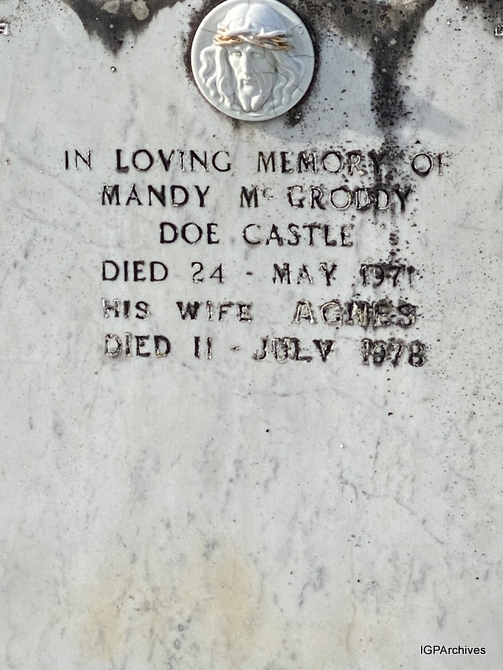 IN LOVING MEMORY OF
MANDY Mc GRODDY
DOE CASTLE
DIED 24 - MAY 1971
HIS WIFE AGNES
DIED 11 - JULY 1978
IGPArchives